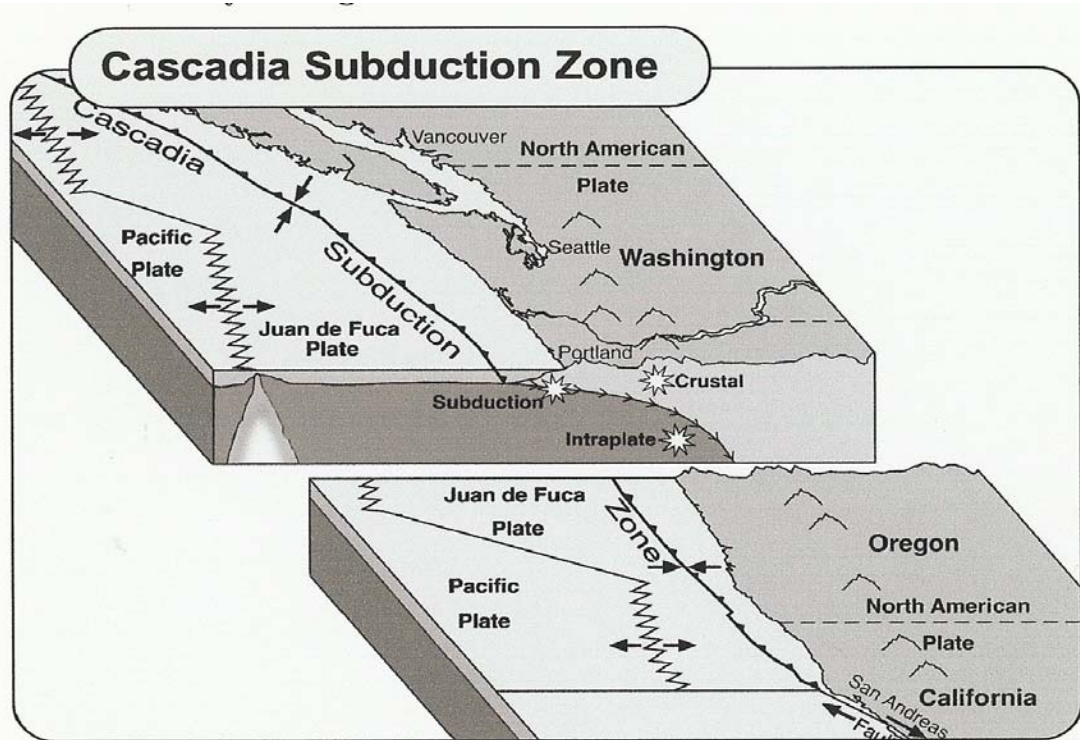 Cascadia Subduction Zone
Cascadia
Subduction
Vancouver
North American
Plate
Seattle
Washington
Pacific
Plate
Juan de Fuca
Plate
Portland
Subduction
Crustal
Intraplate
Juan de Fuca
Plate
Zone
Pacific
Plate
Oregon
North American
Plate
California
San Andreas